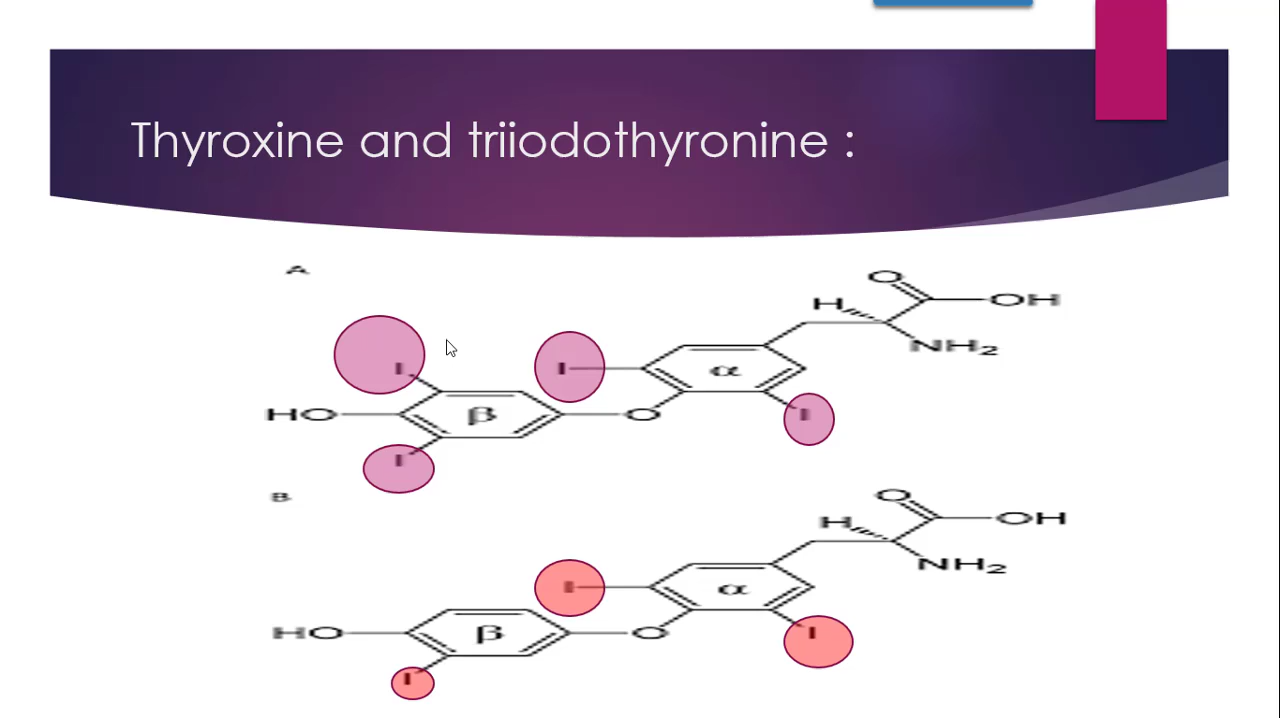 Thyroxine and triiodothyronine :
A
O
H
OH
NH₂
I
I
α
HO
β
O
I
I
B
O
H
OH
NH₂
I
α
HO
β
O
I
I